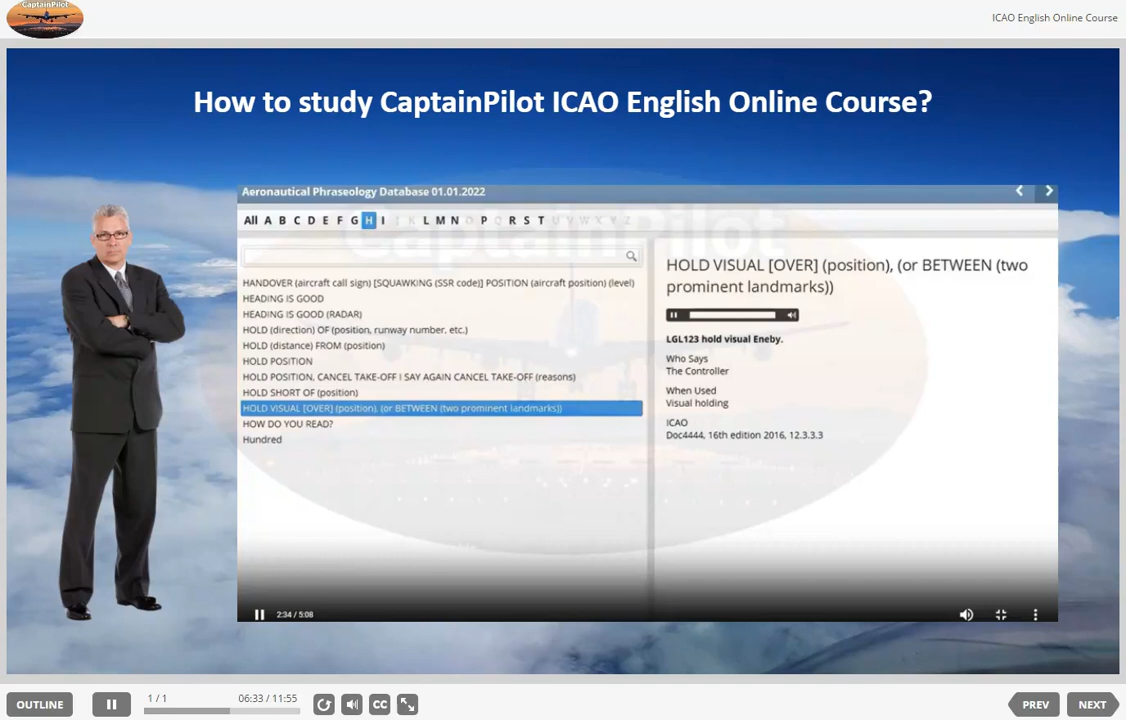 CaptainPilot
ICAO English Online Course
How to study CaptainPilot ICAO English Online Course?
Aeronautical Phraseology Database 01.01.2022
All A B C D E F G H I J K L M N O P Q R S T U V W X Y Z
CaptainPilot
HANDOVER (aircraft call sign) [SQUAWKING (SSR code)] POSITION (aircraft position) (level)
HEADING IS GOOD
HEADING IS GOOD (RADAR)
HOLD (direction) OF (position, runway number. etc.)
HOLD (distance) FROM (position)
HOLD POSITION
HOLD POSITION, CANCEL TAKE-OFF I SAY AGAIN CANCEL TAKE-OFF (reasons)
HOLD SHORT OF (position)
HOLD VISUAL [OVER] (position), (or BETWEEN (two prominent landmarks))
HOW DO YOU READ?
Hundred
HOLD VISUAL [OVER] (position), (or BETWEEN (two
prominent landmarks))
LGL123 hold visual Eneby.
Who Says
The Controller
When Used
Visual holding
ICAO
Doc4444, 16th edition 2016, 12.3.3.3
2:34 / 5:08
OUTLINE
1 / 1
06:33 / 11:55
CC
PREV
NEXT